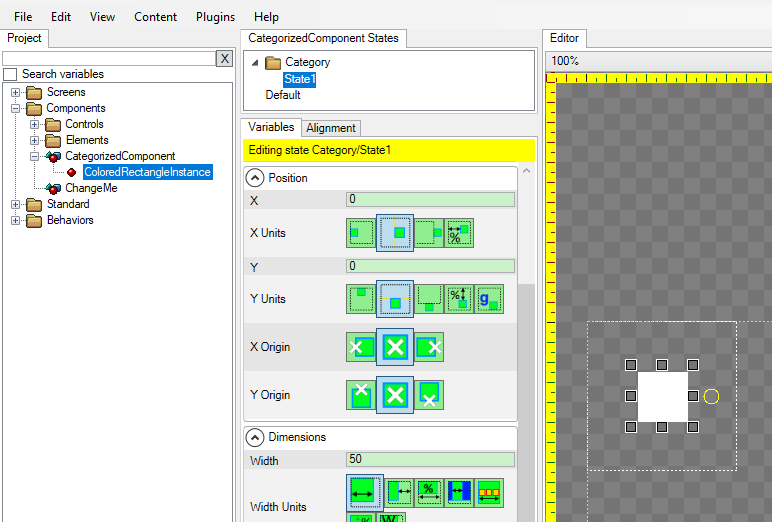 File Edit View Content Plugins Help
Project
X
Search variables
Screens
Components
Controls
Elements
CategorizedComponent
ColoredRectangleInstance
ChangeMe
Standard
Behaviors
CategorizedComponent States
Category
State1
Default
Variables Alignment
Editing state Category/State1
Position
X 0
X Units %
Y 0
Y Units % g
X Origin
Y Origin
Dimensions
Width 50
Width Units %
% W
Editor
100%